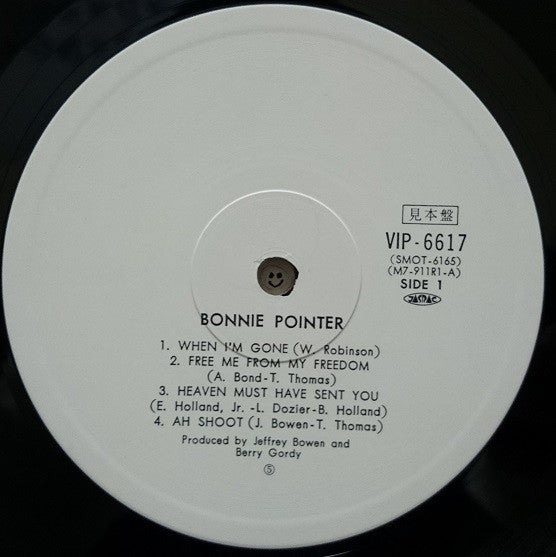 見本盤
VIP-6617
(SMOT-6165)
(M7-911R1-A)
SIDE 1
JASRAC
BONNIE POINTER
1. WHEN I'M GONE (W. Robinson)
2. FREE ME FROM MY FREEDOM
(A. Bond-T. Thomas)
3. HEAVEN MUST HAVE SENT YOU
(E. Holland, Jr. -L. Dozier-B. Holland)
4. AH SHOOT (J. Bowen-T. Thomas)
Produced by Jeffrey Bowen and
Berry Gordy
Ⓢ